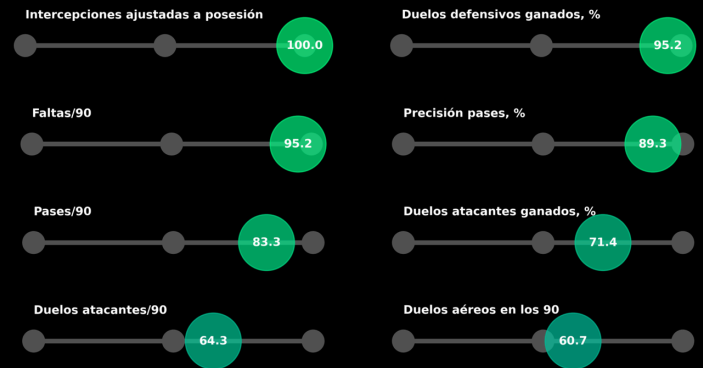 Intercepciones ajustadas a posesión
Duelos defensivos ganados, %
100.0
95.2
Faltas/90
Precisión pases, %
95.2
89.3
Pases/90
Duelos atacantes ganados, %
83.3
71.4
Duelos atacantes/90
Duelos aéreos en los 90
64.3
60.7